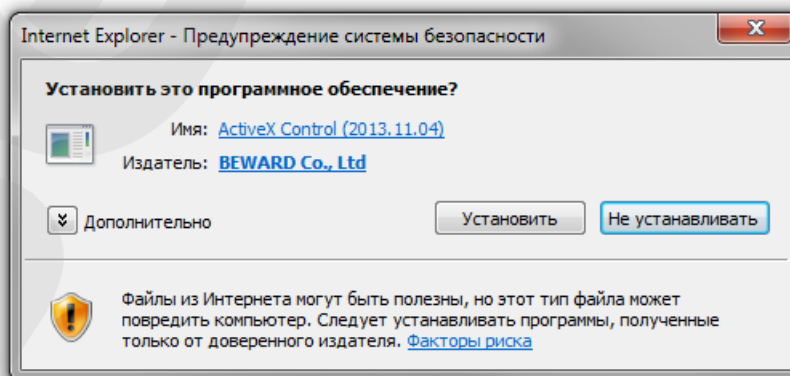 Internet Explorer - Предупреждение системы безопасности
Установить это программное обеспечение?
Имя: ActiveX Control (2013.11.04)
Издатель: BEWARD Co., Ltd
Дополнительно
Установить
Не устанавливать
Файлы из Интернета могут быть полезны, но этот тип файла может
повредить компьютер. Следует устанавливать программы, полученные
только от доверенного издателя. Факторы риска